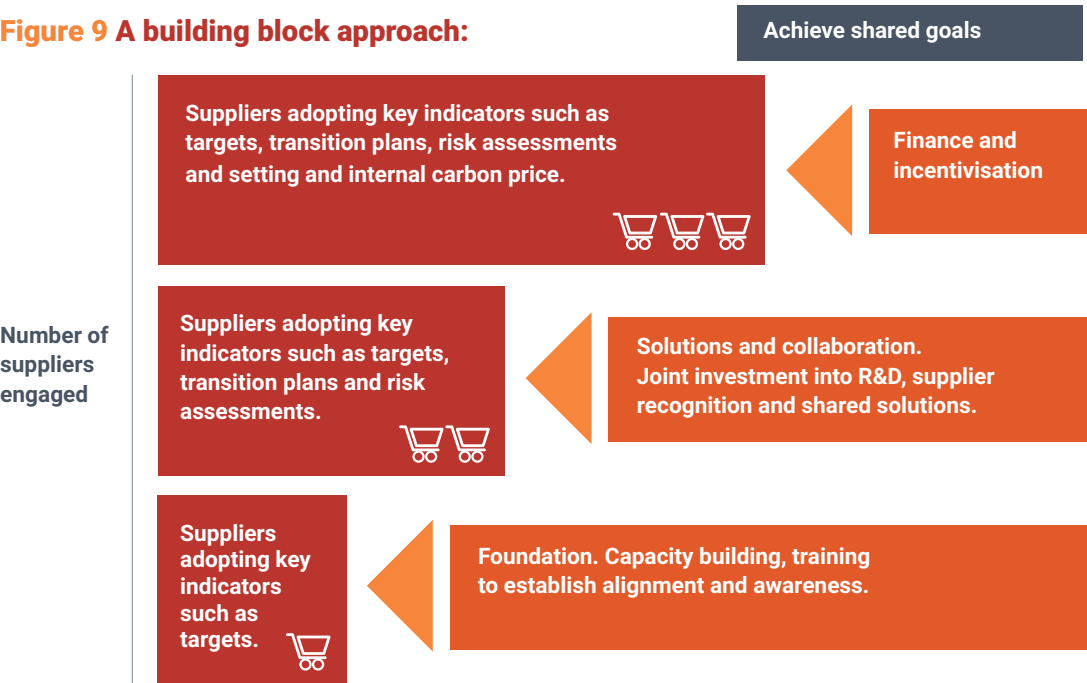 Figure 9 A building block approach:
Achieve shared goals
Suppliers adopting key indicators such as
targets, transition plans, risk assessments
and setting and internal carbon price.
Finance and
incentivisation
Number of
suppliers
engaged
Suppliers adopting key
indicators such as targets,
transition plans and risk
assessments.
Solutions and collaboration.
Joint investment into R&D, supplier
recognition and shared solutions.
Suppliers
adopting key
indicators
such as
targets.
Foundation. Capacity building, training
to establish alignment and awareness.